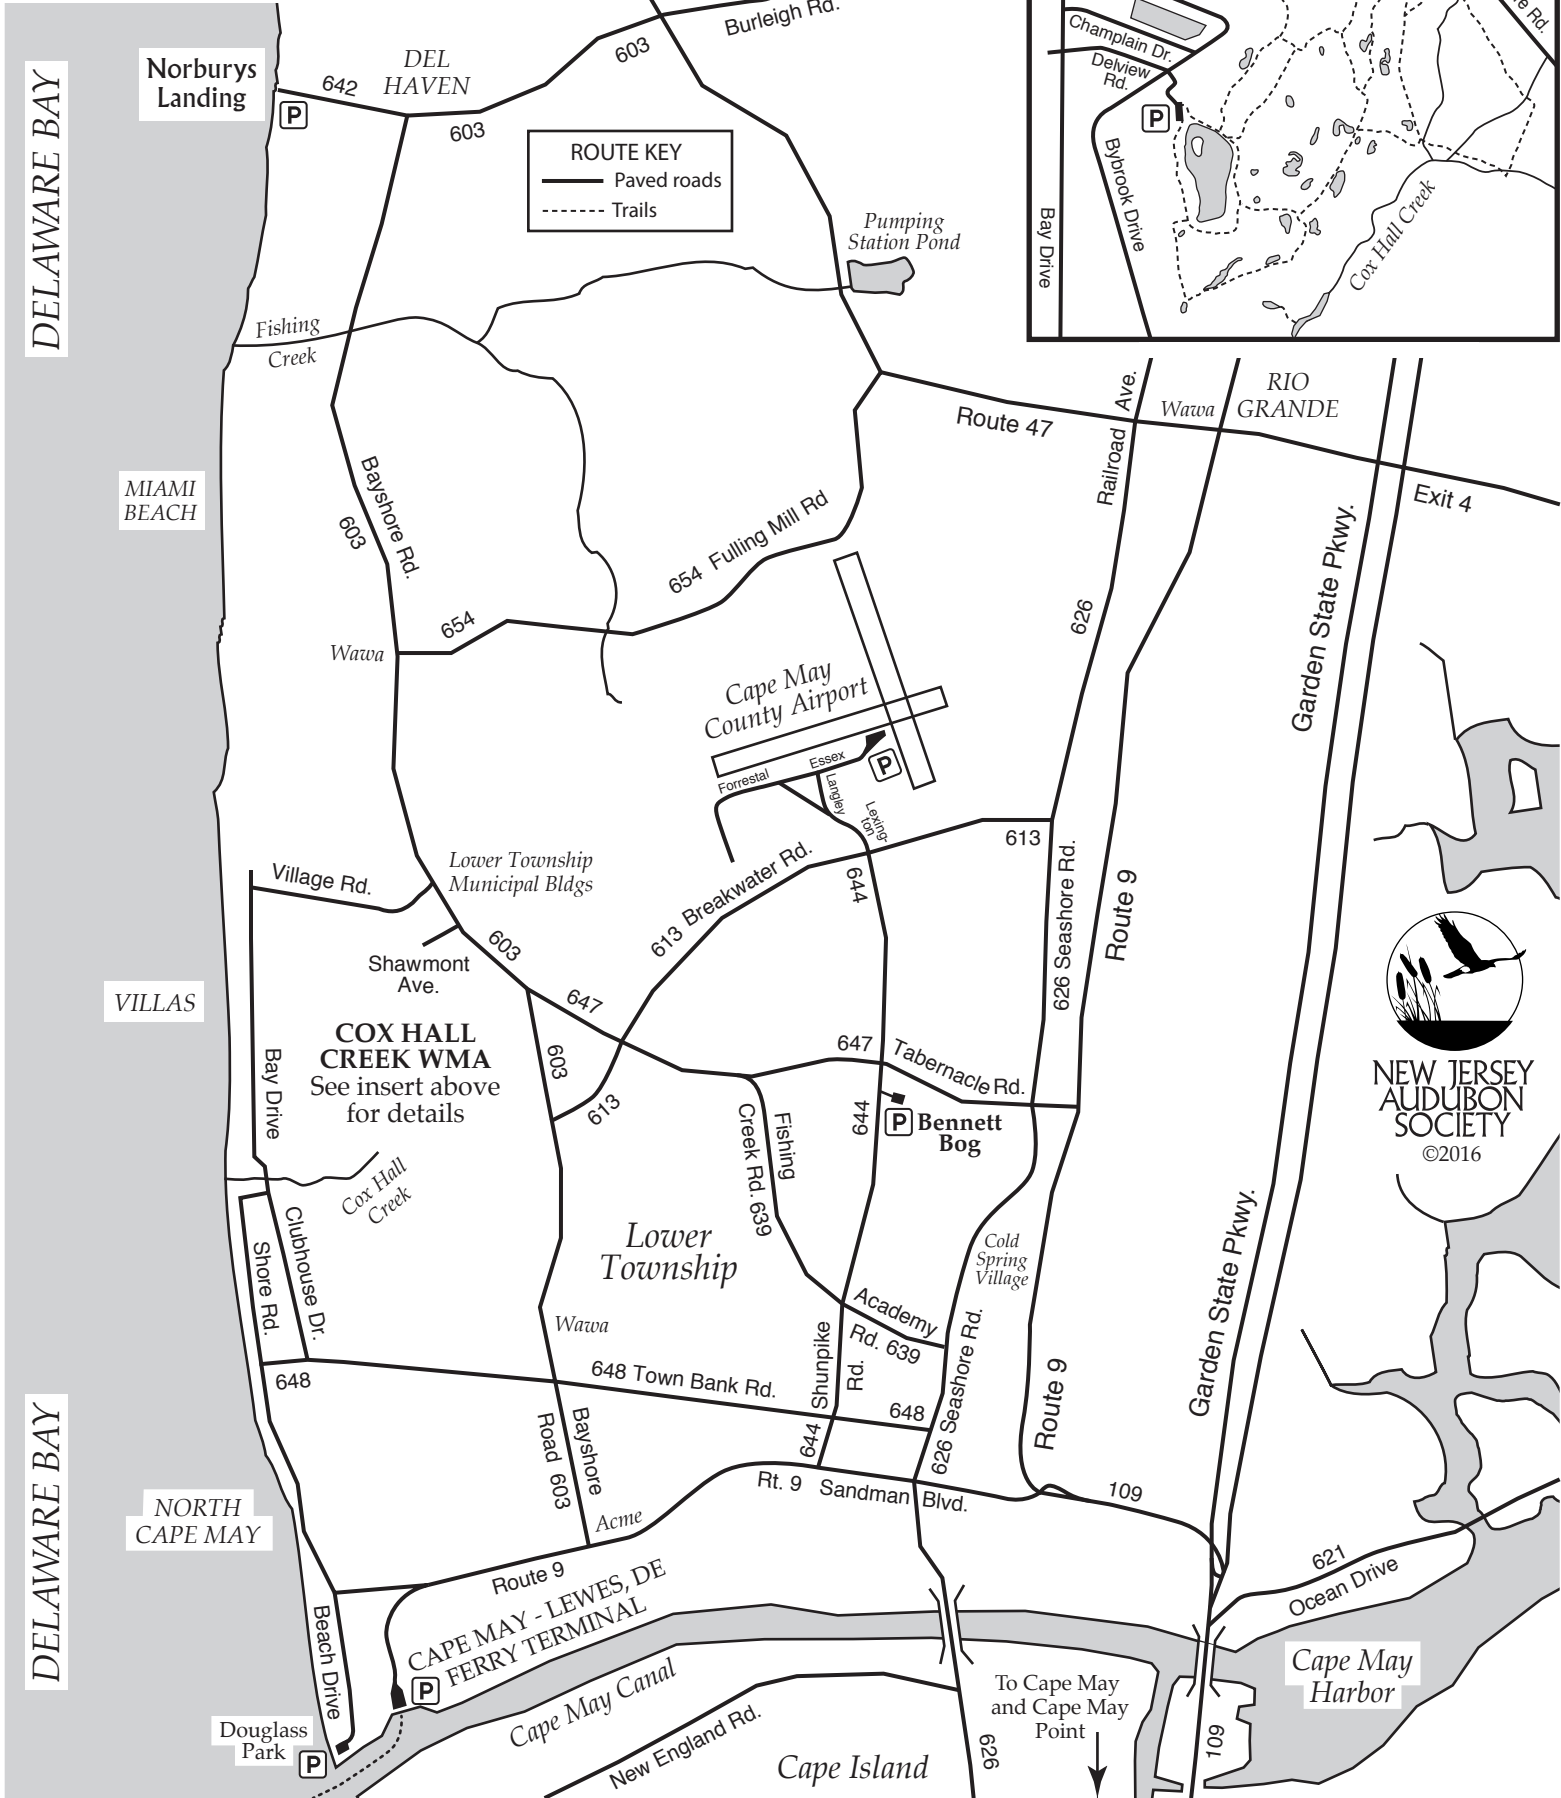 Burleigh Rd.
603
DEL
HAVEN
642
Norburys
Landing
P
603
DELAWARE BAY
ROUTE KEY
Paved roads
Trails
Pumping
Station Pond
Champlain Dr.
Delview
Rd.
P
Bybrook Drive
Bay Drive
Cox Hall Creek
Rd.
Fishing
Creek
MIAMI
BEACH
Bayshore Rd.
603
Route 47
Railroad Ave.
Wawa
RIO
GRANDE
Exit 4
654 Fulling Mill Rd
654
Wawa
626
Garden State Pkwy.
Cape May
County Airport
Forrestal
Essex
P
Langley
Lexing-
ton
613
613 Breakwater Rd.
644
626 Seashore Rd.
Route 9
Lower Township
Municipal Bldgs
Village Rd.
Shawmont
Ave.
603
647
VILLAS
COX HALL
CREEK WMA
See insert above
for details
Bay Drive
603
613
647
Tabernacle Rd.
644
P
Bennett
Bog
Fishing
Creek Rd. 639
NEW JERSEY
AUDUBON
SOCIETY
©2016
Cox Hall
Creek
Clubhouse Dr.
Shore Rd.
Lower
Township
Cold
Spring
Village
Garden State Pkwy.
Academy
Rd. 639
Wawa
Shunpike
Rd.
626 Seashore Rd.
648
648 Town Bank Rd.
648
644
Route 9
Bayshore
Road 603
DELAWARE BAY
NORTH
CAPE MAY
Acme
Rt. 9 Sandman Blvd.
109
621
Ocean Drive
Route 9
CAPE MAY - LEWES, DE
FERRY TERMINAL
P
Beach Drive
Douglass
Park
P
Cape May Canal
New England Rd.
Cape Island
626
To Cape May
and Cape May
Point
109
Cape May
Harbor